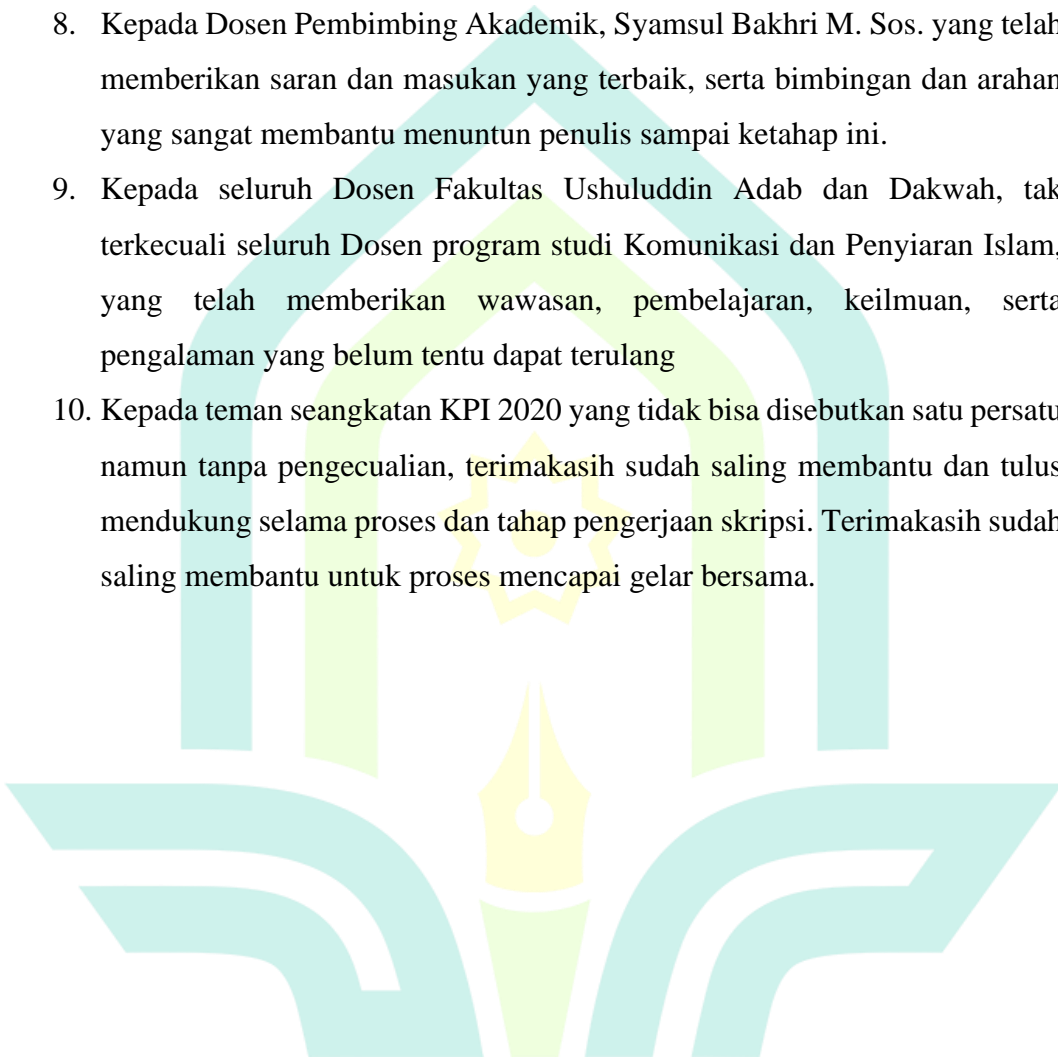 8. Kepada Dosen Pembimbing Akademik, Syamsul Bakhri M. Sos. yang telah
memberikan saran dan masukan yang terbaik, serta bimbingan dan arahan
yang sangat membantu menuntun penulis sampai ketahap ini.
9. Kepada seluruh Dosen Fakultas Ushuluddin Adab dan Dakwah, tak
terkecuali seluruh Dosen program studi Komunikasi dan Penyiaran Islam,
yang telah memberikan wawasan, pembelajaran, keilmuan, serta
pengalaman yang belum tentu dapat terulang
10. Kepada teman seangkatan KPI 2020 yang tidak bisa disebutkan satu persatu
namun tanpa pengecualian, terimakasih sudah saling membantu dan tulus
mendukung selama proses dan tahap pengerjaan skripsi. Terimakasih sudah
saling membantu untuk proses mencapai gelar bersama.